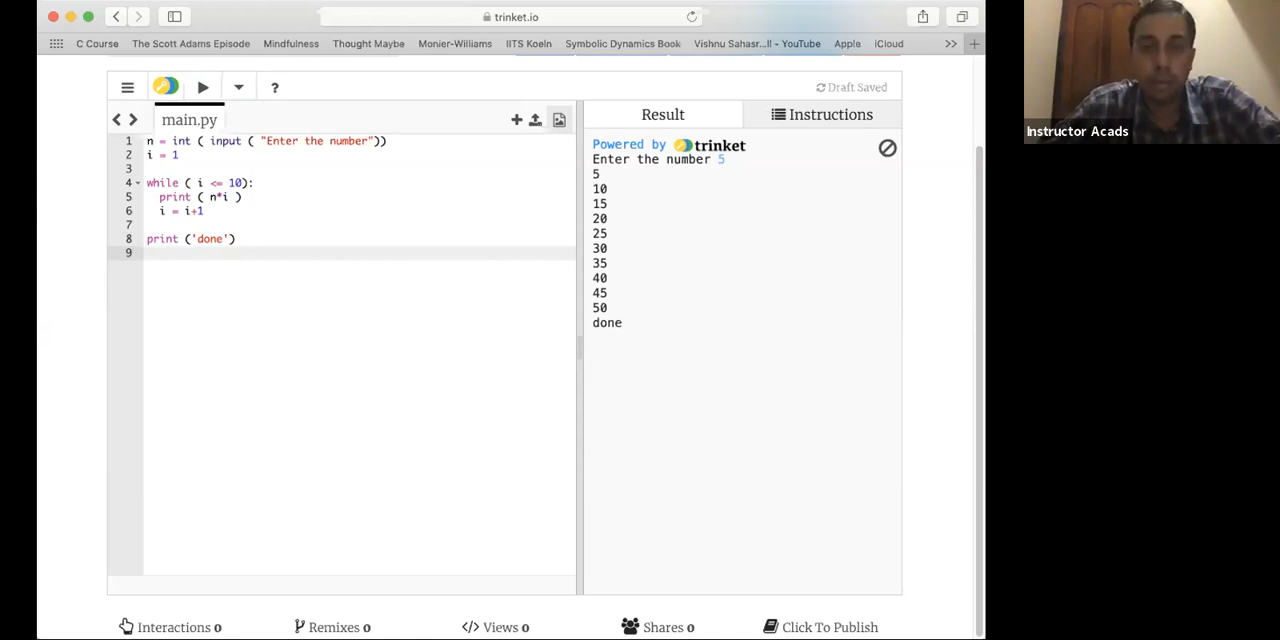 trinket.io
C Course The Scott Adams Episode Mindfulness Thought Maybe Monier-Williams IITS Koeln Symbolic Dynamics Book Vishnu Sahasr...ll - YouTube Apple iCloud >>
? Draft Saved
main.py
Result Instructions
1 n = int ( input ( "Enter the number"))
2 i = 1
3
4 while ( i <= 10):
5 print ( n*i )
6 i = i+1
7
8 print ('done')
9
Powered by trinket
Enter the number 5
5
10
15
20
25
30
35
40
45
50
done
Interactions 0 Remixes 0 </> Views 0 Shares 0 Click To Publish
Instructor Acads